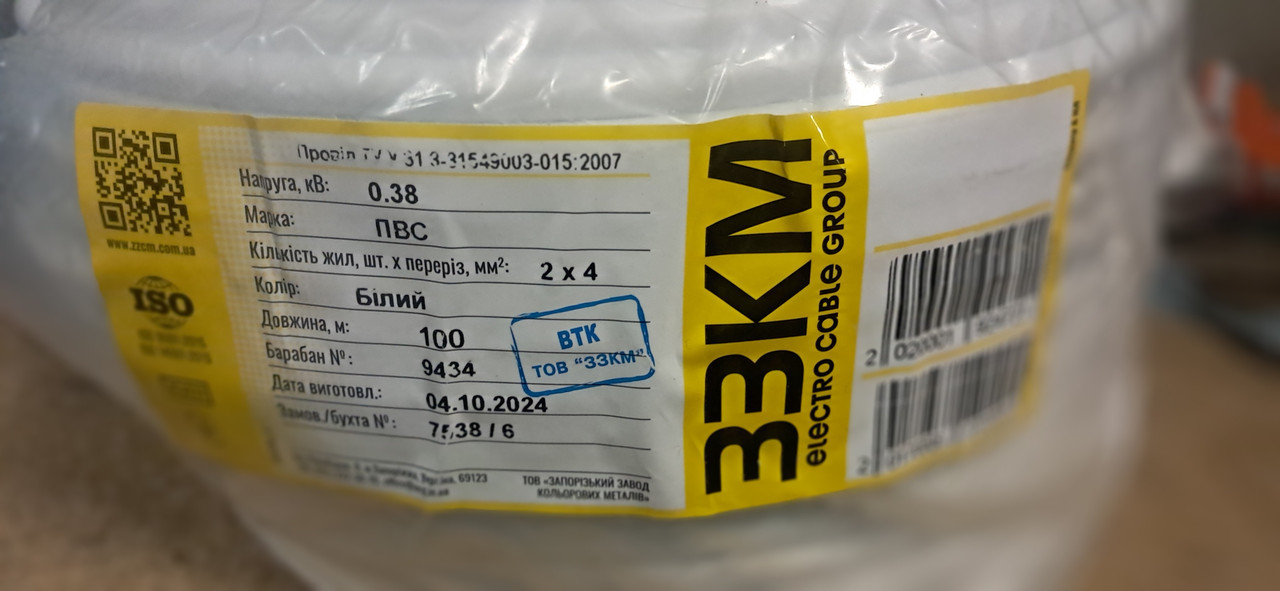 Провід ТУ У 31.3-31549003-015:2007
Напруга, кВ: 0.38
Марка: ПВС
Кількість жил, шт. х переріз, мм²: 2 x 4
Колір: Білий
Довжина, м: 100
Барабан №: 9434
Дата виготовл.: 04.10.2024
Замов./бухта №: 7538 / 6
69123
ТОВ «ЗАПОРІЗЬКИЙ ЗАВОД
КОЛЬОРОВИХ МЕТАЛІВ»
ВТК
ТОВ "ЗЗКМ"
www.zzcm.com.ua
ISO
ЗЗКМ
eLecTRO caBLe GROUP